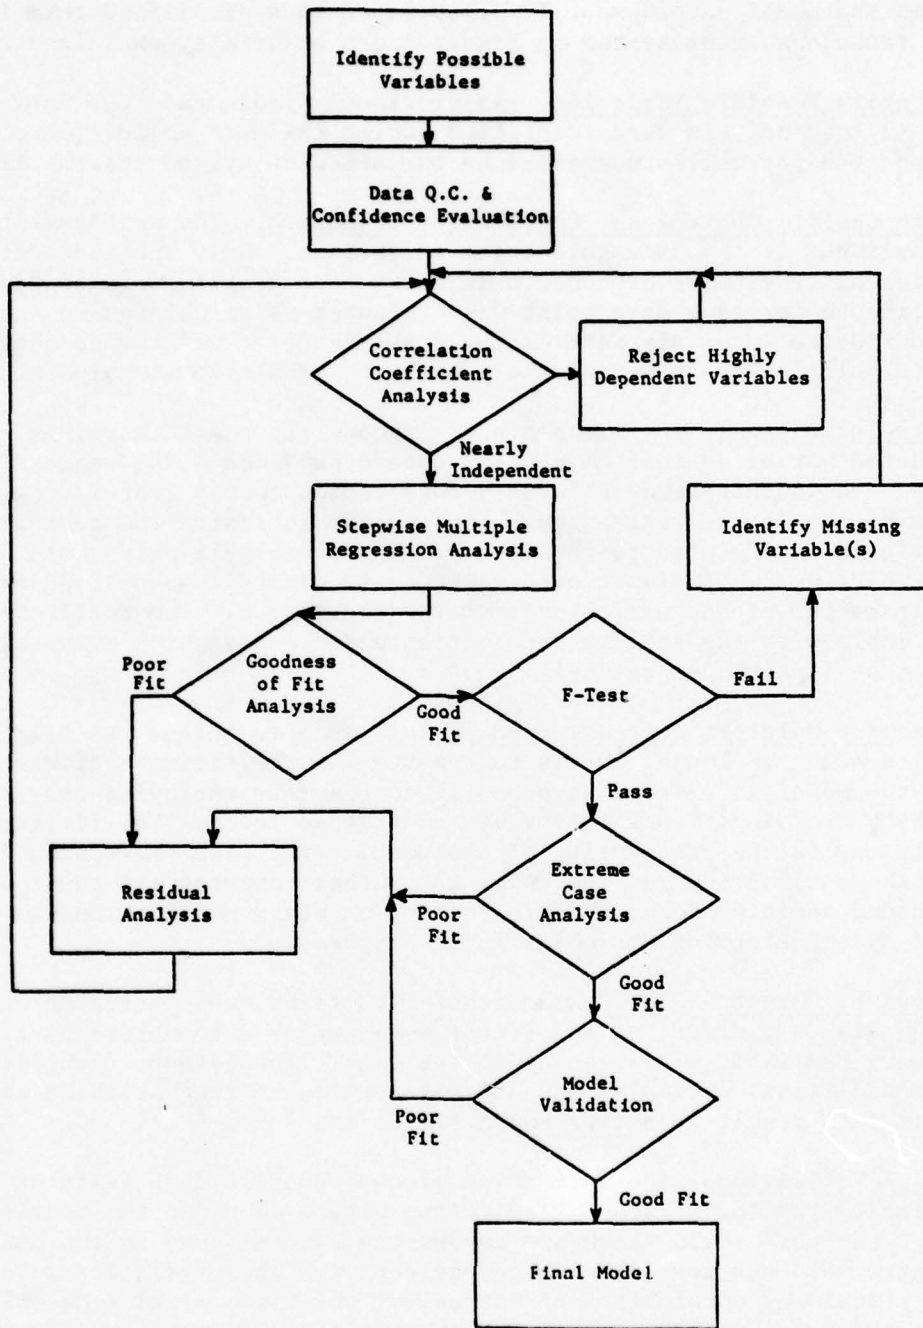 Identify Possible
Variables
Data Q.C. &
Confidence Evaluation
Correlation
Coefficient
Analysis
Reject Highly
Dependent Variables
Nearly
Independent
Stepwise Multiple
Regression Analysis
Identify Missing
Variable(s)
Poor
Fit
Goodness
of Fit
Analysis
Good
Fit
F-Test
Fail
Pass
Residual
Analysis
Extreme
Case
Analysis
Poor
Fit
Good
Fit
Model
Validation
Poor
Fit
Good Fit
Final Model